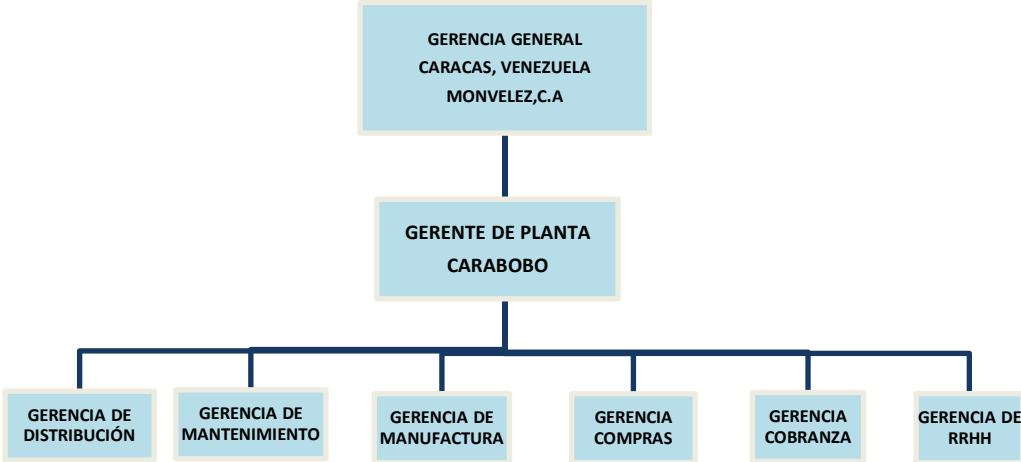 GERENCIA GENERAL
CARACAS, VENEZUELA
MONVELEZ,C.A
GERENTE DE PLANTA
CARABOBO
GERENCIA DE
DISTRIBUCIÓN
GERENCIA DE
MANTENIMIENTO
GERENCIA DE
MANUFACTURA
GERENCIA
COMPRAS
GERENCIA
COBRANZA
GERENCIA DE
RRHH